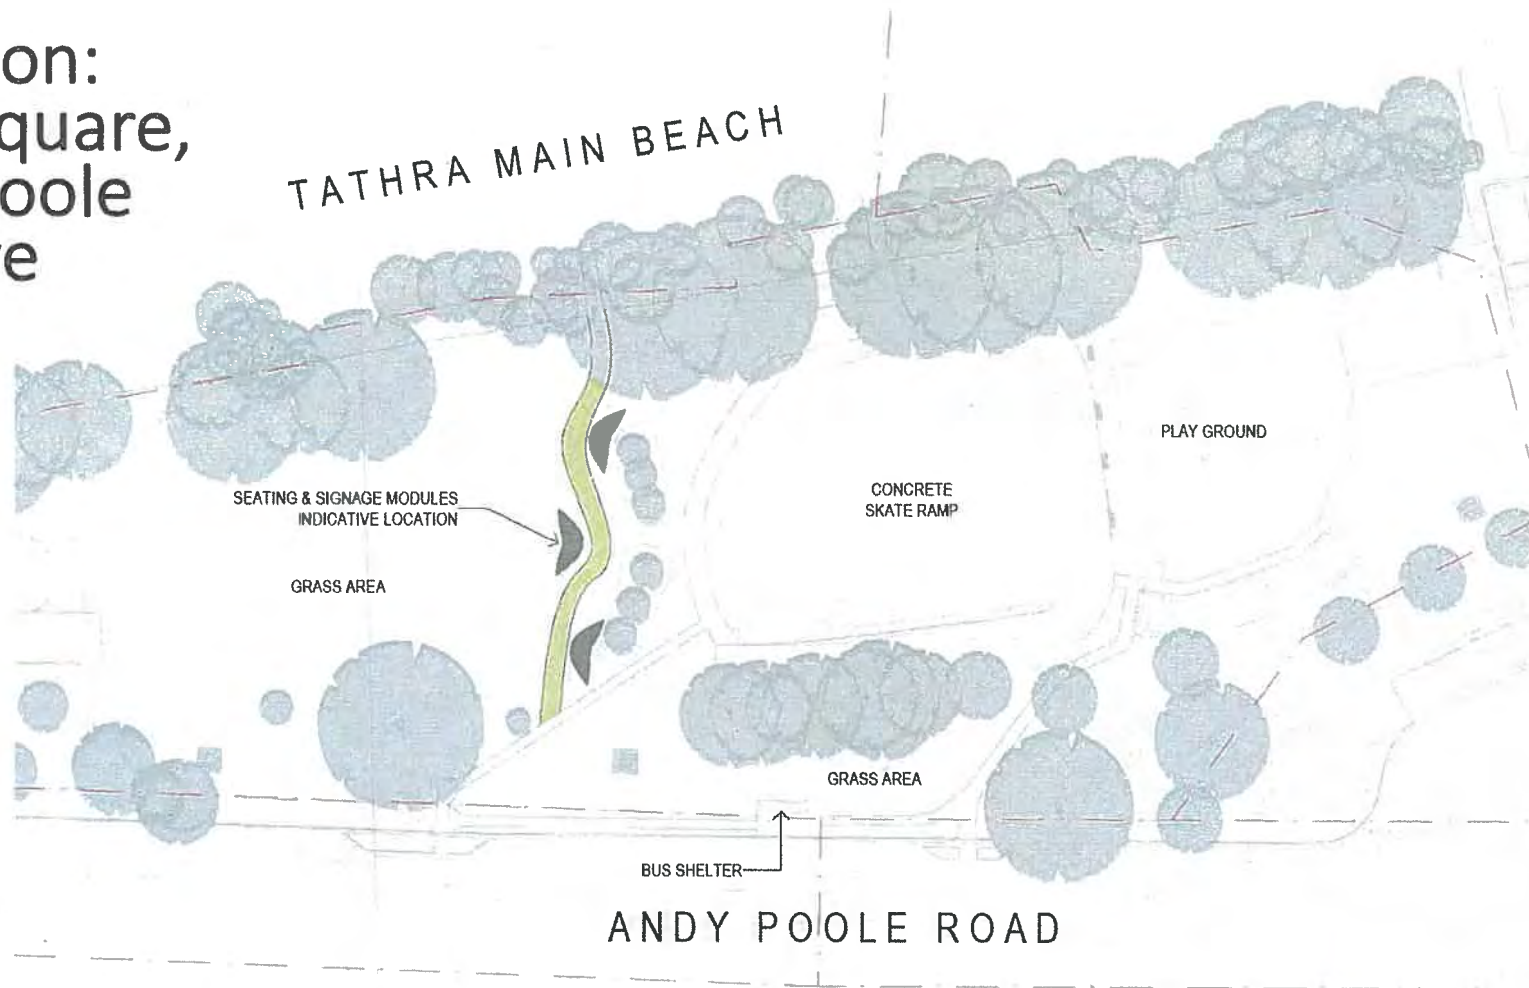 on:
quare,
oole
e
TATHRA MAIN BEACH
PLAY GROUND
CONCRETE
SKATE RAMP
SEATING & SIGNAGE MODULES
INDICATIVE LOCATION
GRASS AREA
GRASS AREA
BUS SHELTER
ANDY POOLE ROAD